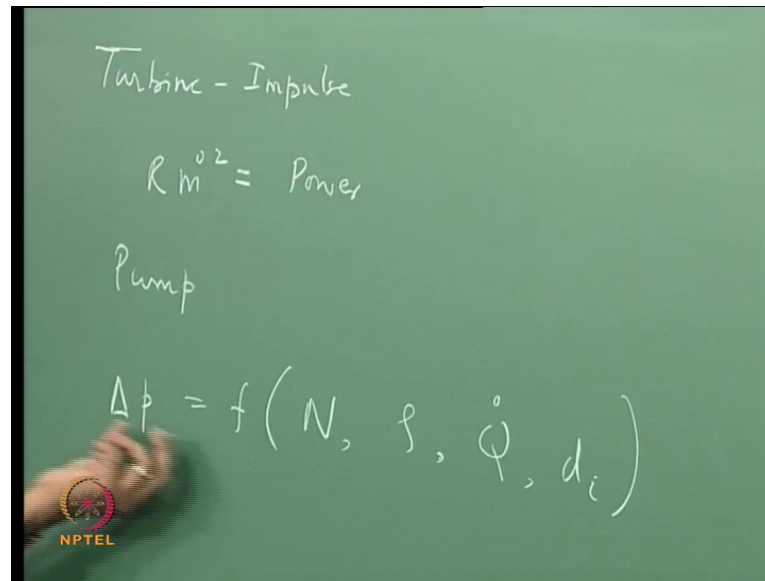 Turbine - Impulse
R ṁ² = Power
Pump
Δp = f(N, ρ, Q̇, dᵢ)
NPTEL